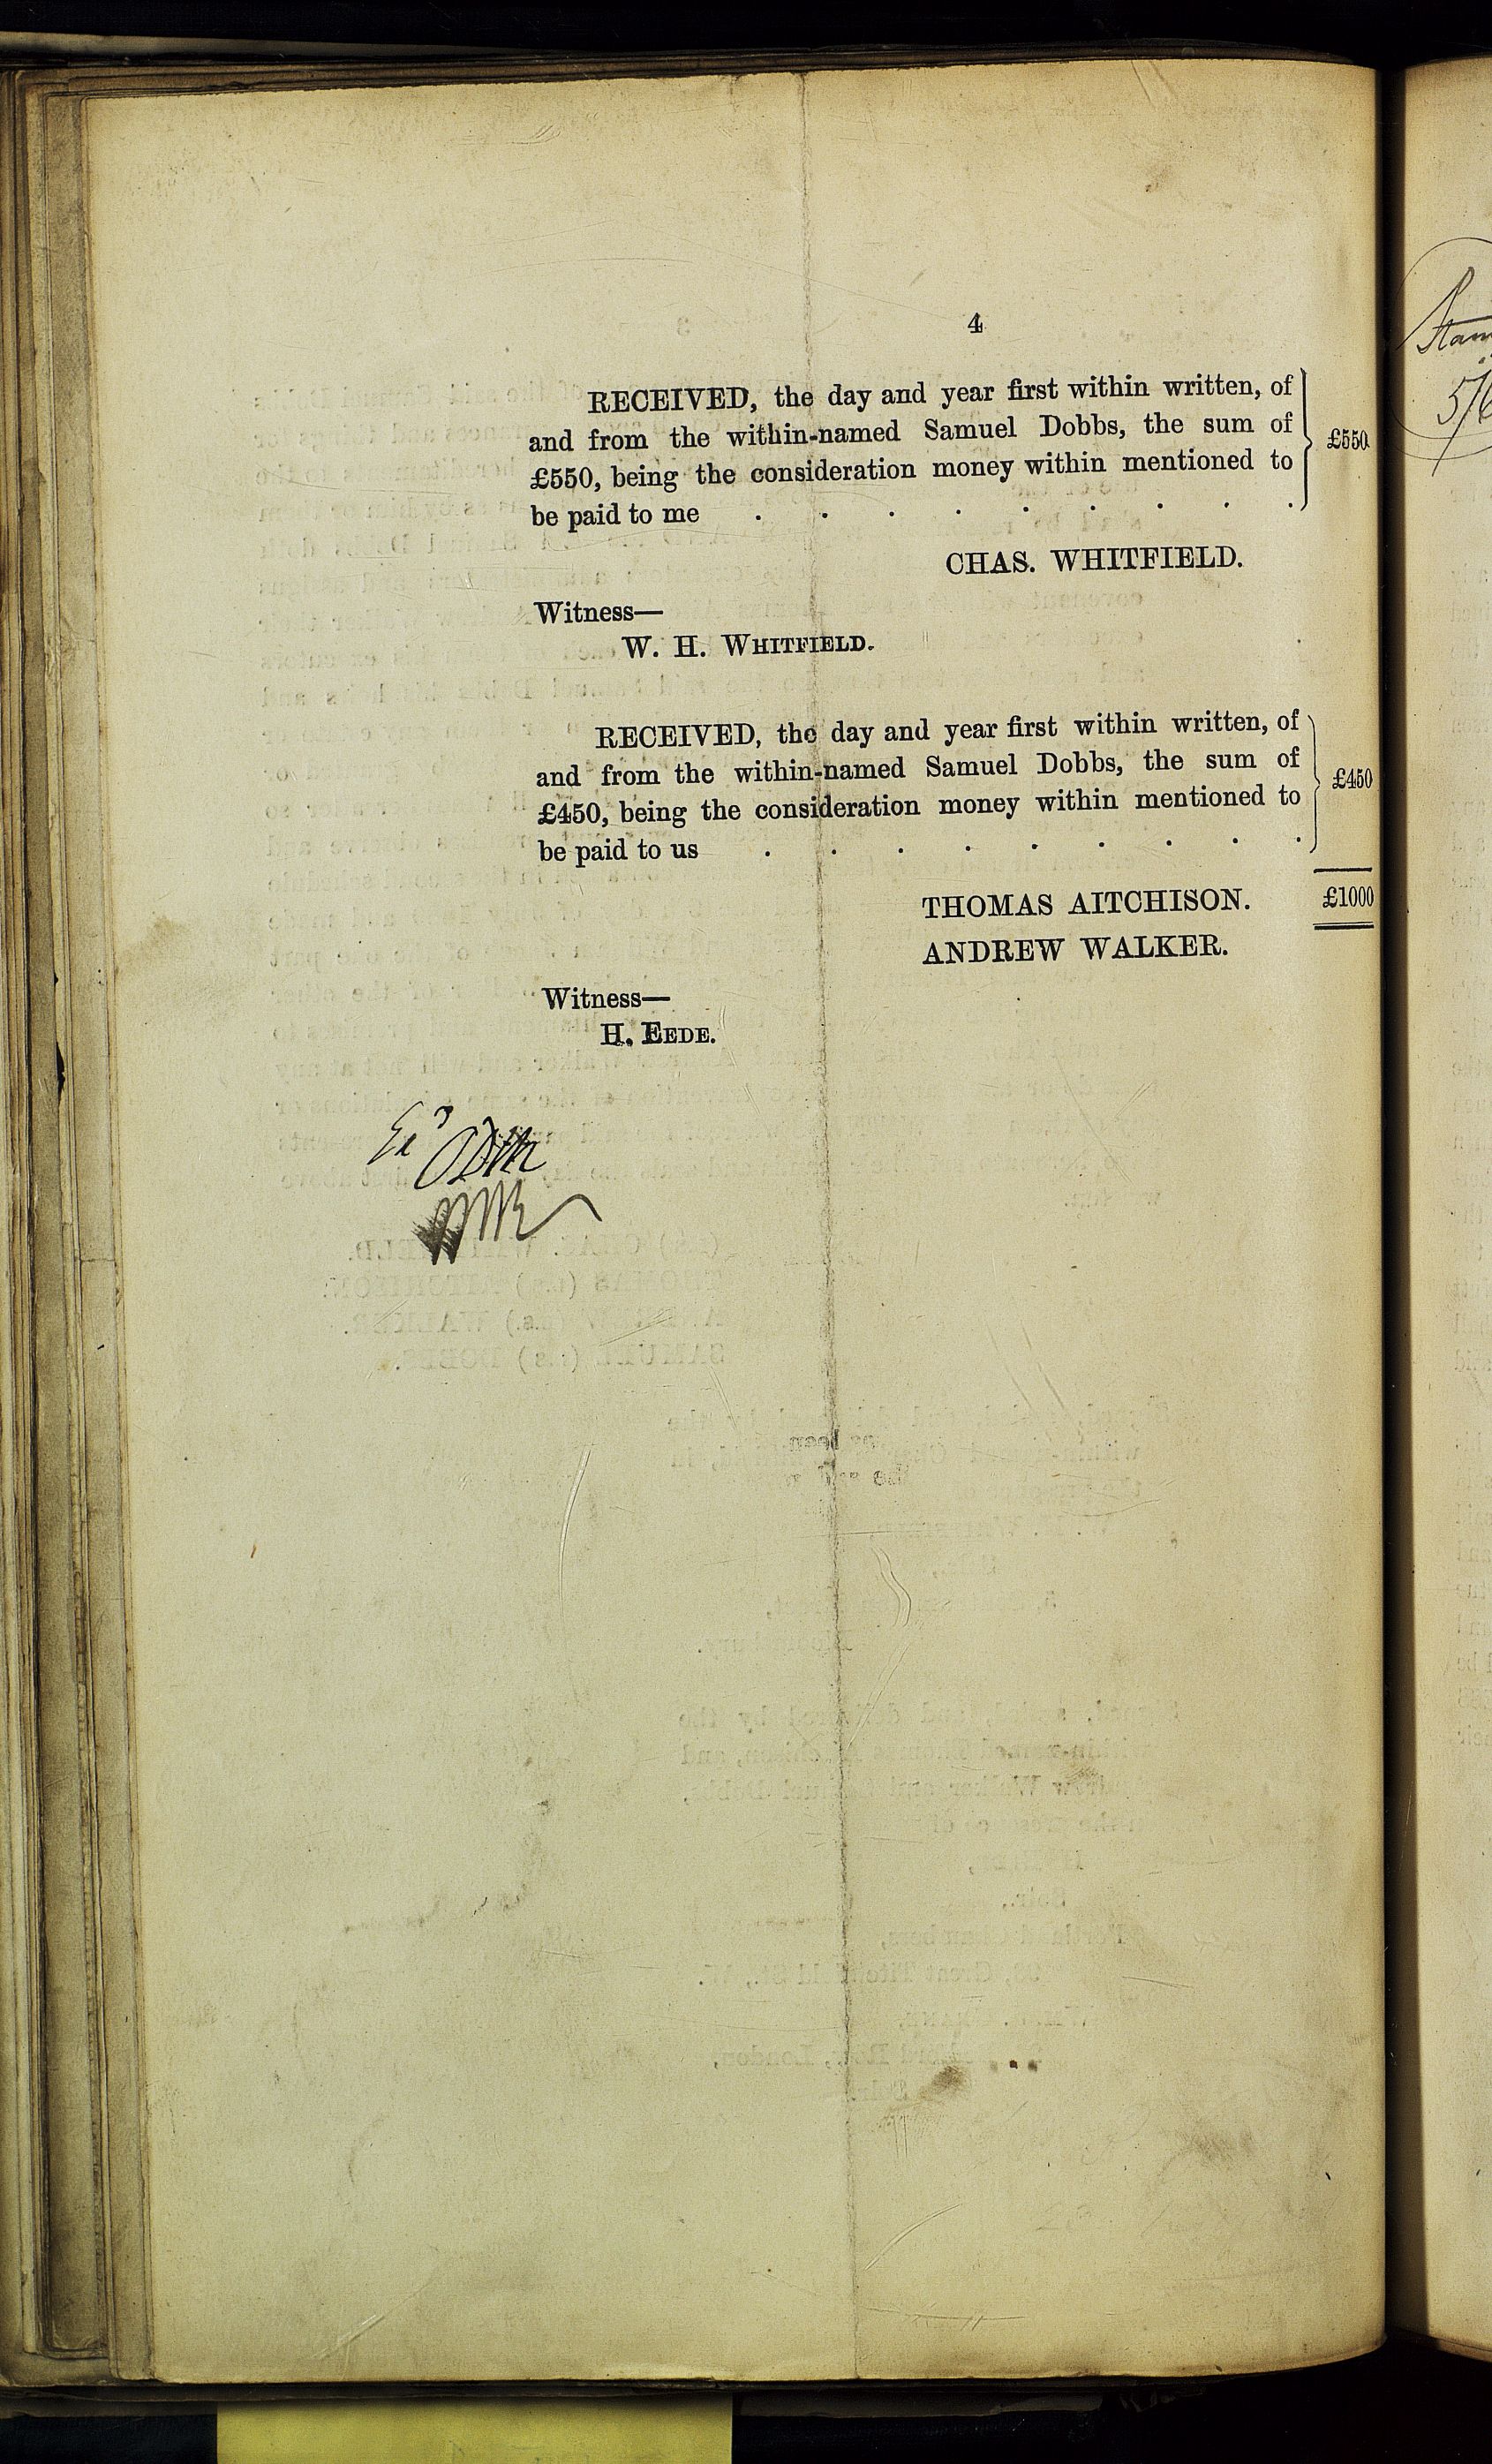 4
RECEIVED, the day and year first within written, of
and from the within-named Samuel Dobbs, the sum of
£550, being the consideration money within mentioned to
be paid to me . . . . . . . . .
£550
CHAS. WHITFIELD.
Witness—
W. H. WHITFIELD.
RECEIVED, the day and year first within written, of
and from the within-named Samuel Dobbs, the sum of
£450, being the consideration money within mentioned to
be paid to us . . . . . . . . .
£450
THOMAS AITCHISON.
£1000
ANDREW WALKER.
Witness—
H. EEDE.